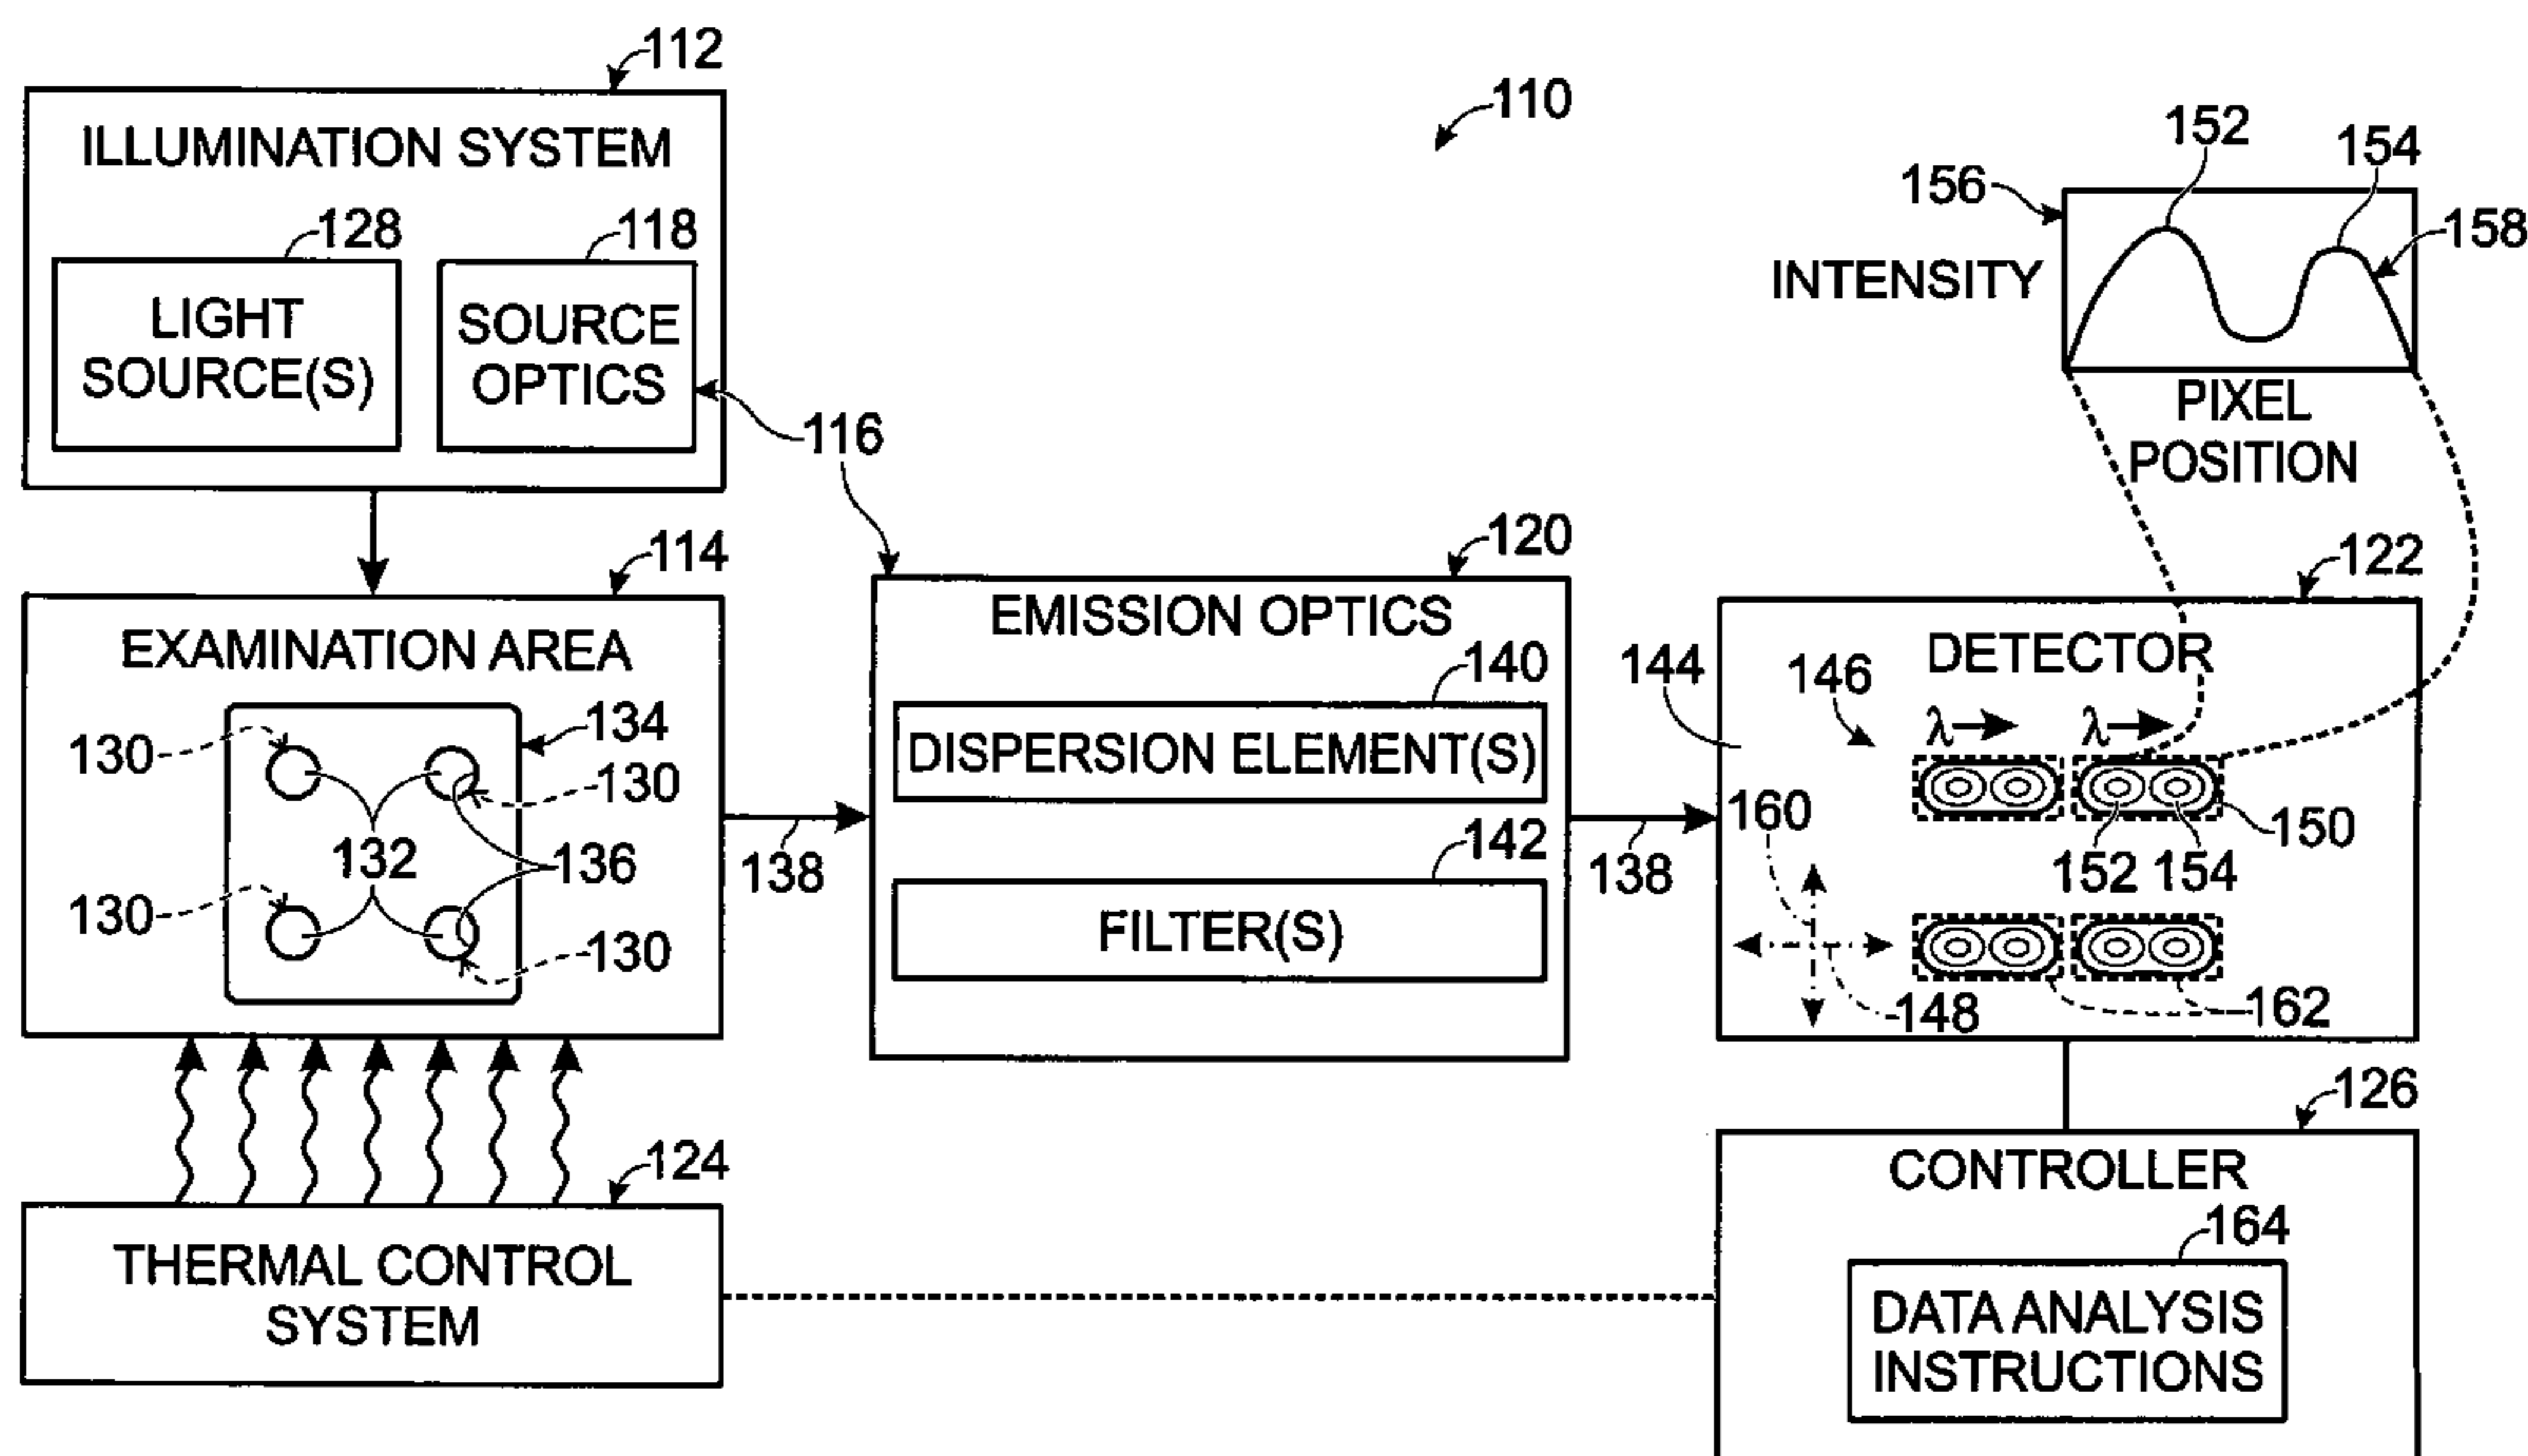 112
110
ILLUMINATION SYSTEM
128
118
LIGHT
SOURCE(S)
SOURCE
OPTICS
116
152
154
156
158
INTENSITY
PIXEL
POSITION
114
EXAMINATION AREA
130
134
130
132
136
130
130
138
120
EMISSION OPTICS
140
DISPERSION ELEMENT(S)
142
FILTER(S)
138
122
DETECTOR
144
146
λ
λ
160
150
152 154
148
162
124
THERMAL CONTROL
SYSTEM
126
CONTROLLER
164
DATA ANALYSIS
INSTRUCTIONS